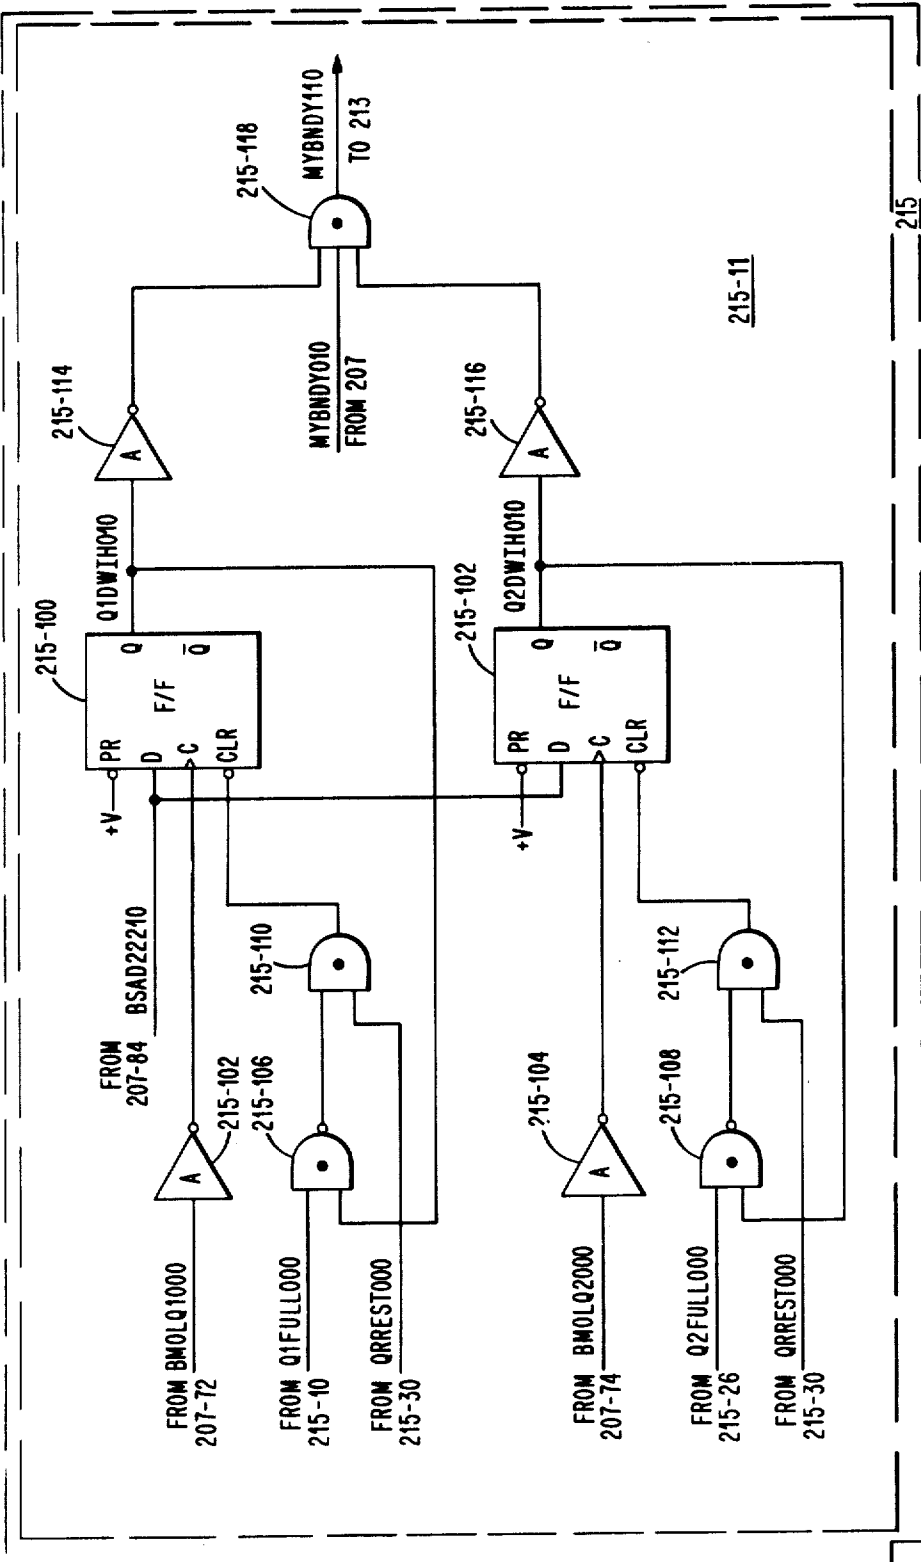 215-100
+V
PR
D
C
CLR
F/F
Q
Q̅
Q1DWIH010
215-114
A
215-118
MYBNDY110
TO 213
FROM
207-84
BSAD22210
FROM BMOLQ1000
207-72
A
215-102
215-106
215-110
FROM Q1FULL000
215-10
FROM QRREST000
215-30
MYBNDY010
FROM 207
215-102
+V
PR
D
C
CLR
F/F
Q
Q̅
Q2DWIH010
215-116
A
FROM BMOLQ2000
207-74
A
215-104
215-108
215-112
FROM Q2FULL000
215-26
FROM QRREST000
215-30
215-11
215